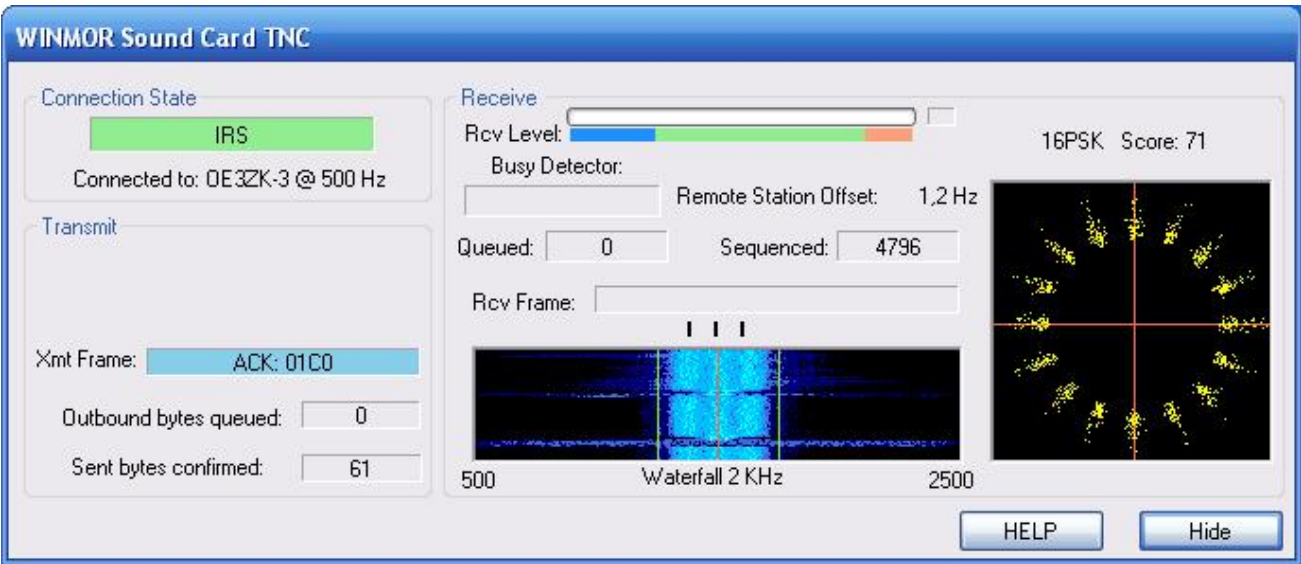 WINMOR Sound Card TNC
Connection State
IRS
Connected to: OE3ZK-3 @ 500 Hz
Transmit
Xmt Frame: ACK: 01C0
Outbound bytes queued: 0
Sent bytes confirmed: 61
Receive
Rcv Level:
Busy Detector:
Remote Station Offset: 1,2 Hz
Queued: 0 Sequenced: 4796
Rcv Frame:
500 Waterfall 2 KHz 2500
16PSK Score: 71
HELP Hide